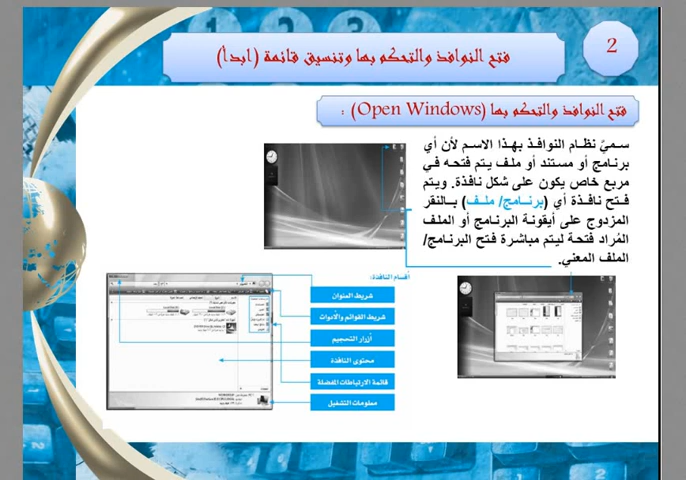 2
فتح النوافذ والتحكم بها وتنسيق قائمة (ابدأ)
فتح النوافذ والتحكم بها (Open Windows) :
سميّ نظام النوافذ بهذا الاسم لأن أي
برنامج أو مستند أو ملف يتم فتحه في
مربع خاص يكون على شكل نافذة. ويتم
فتح نافذة أي (برنامج/ ملف) بالنقر
المزدوج على أيقونة البرنامج أو الملف
المُراد فتحة ليتم مباشرة فتح البرنامج/
الملف المعني.
أقسام النافذة:
شريط العنوان
شريط القوائم والأدوات
أزرار التحجيم
محتوى النافذة
قائمة الارتباطات المفضلة
معلومات التشغيل